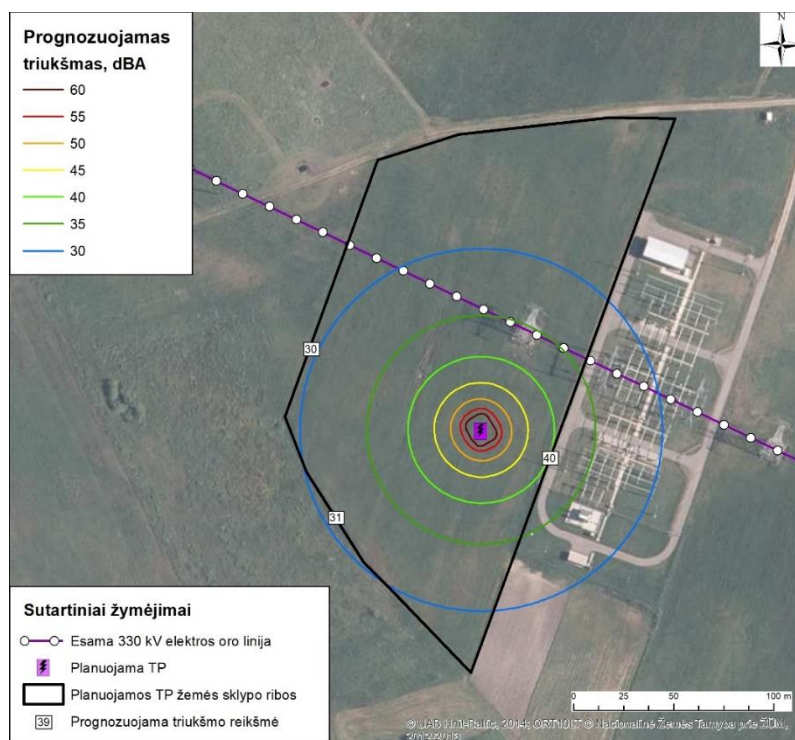 Prognozuojamas
triukšmas, dBA
60
55
50
45
40
35
30
N
30
40
31
Sutartiniai žymėjimai
Esama 330 kV elektros oro linija
Planuojama TP
Planuojamos TP žemės sklypo ribos
39 Prognozuojama triukšmo reikšmė
0 25 50 100 m
© UAB Hnit-Baltic, 2014; ORT10LT © Nacionalinė Žemės Tarnyba prie ŽŪM,
2012-2013